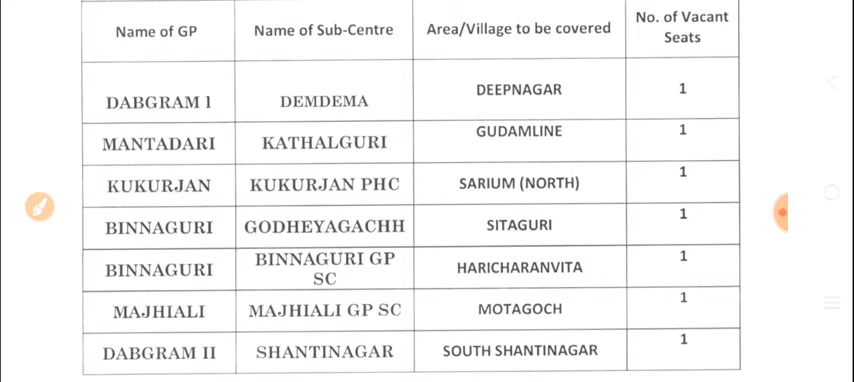 Name of GP Name of Sub-Centre Area/Village to be covered No. of Vacant
Seats
DABGRAM 1 DEMDEMA DEEPNAGAR 1
MANTADARI KATHALGURI GUDAMLINE 1
KUKURJAN KUKURJAN PHC SARIUM (NORTH) 1
BINNAGURI GODHEYAGACHH SITAGURI 1
BINNAGURI BINNAGURI GP
SC HARICHARANVITA 1
MAJHIALI MAJHIALI GP SC MOTAGOCH 1
DABGRAM II SHANTINAGAR SOUTH SHANTINAGAR 1